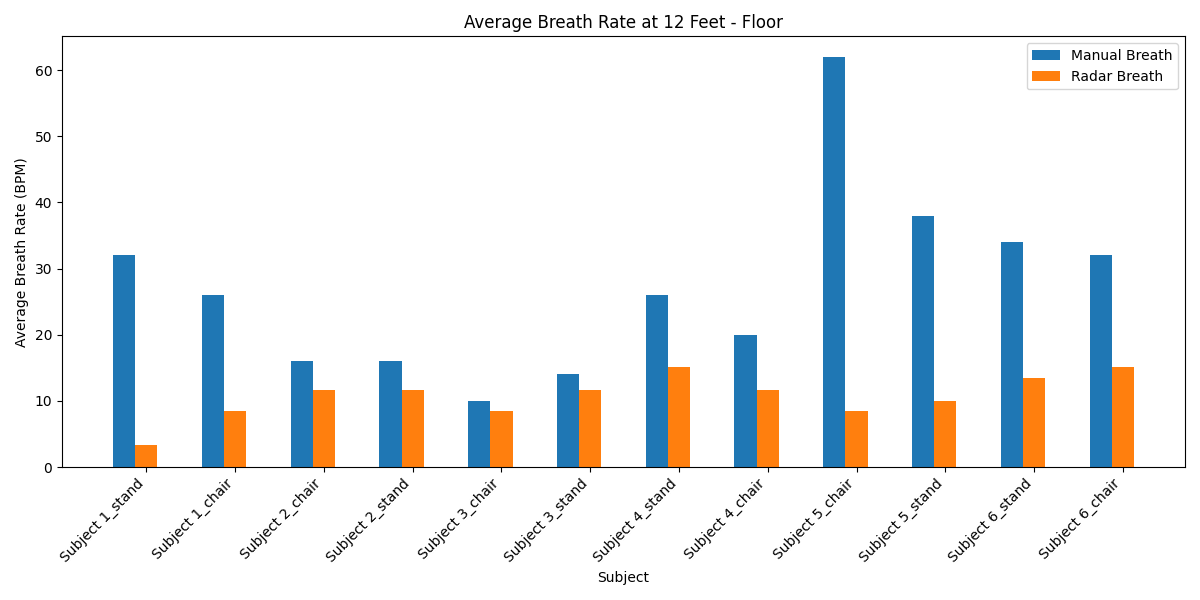 Average Breath Rate at 12 Feet - Floor
Manual Breath
Radar Breath
Average Breath Rate (BPM)
60
50
40
30
20
10
0
Subject 1_stand
Subject 1_chair
Subject 2_chair
Subject 2_stand
Subject 3_chair
Subject 3_stand
Subject 4_stand
Subject 4_chair
Subject 5_chair
Subject 5_stand
Subject 6_stand
Subject 6_chair
Subject